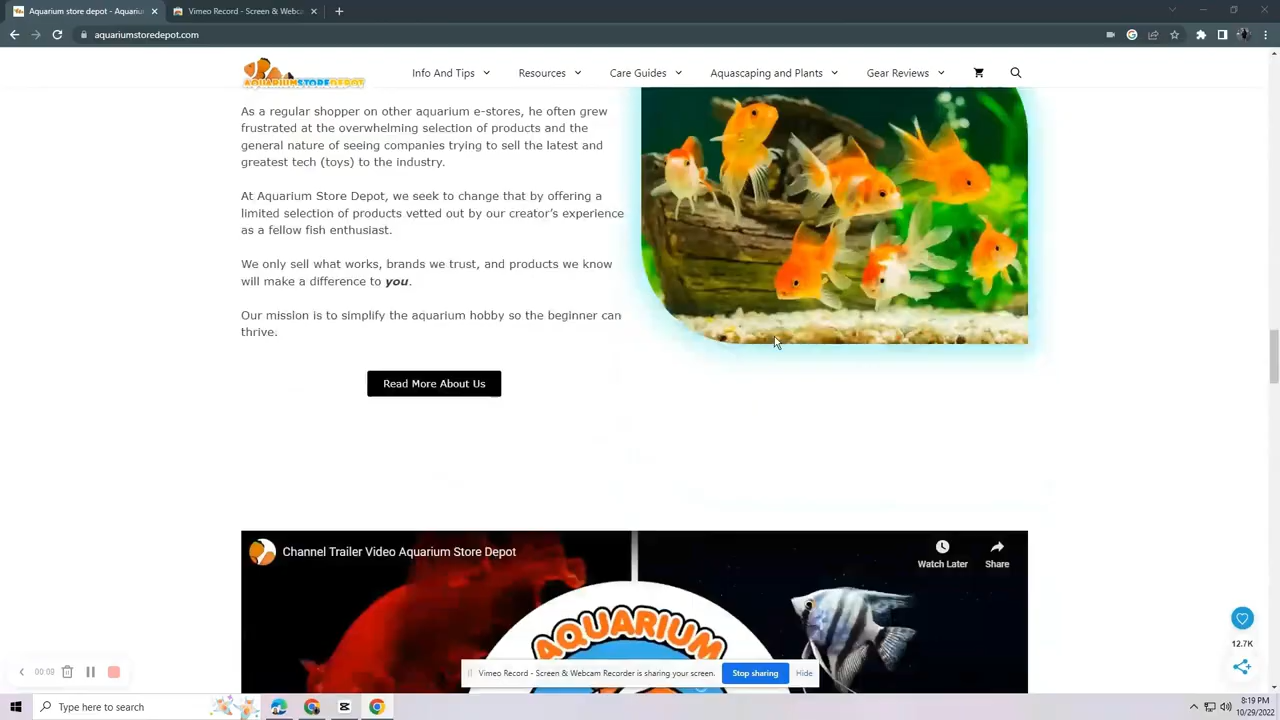 Aquarium store depot - Aquariu
Vimeo Record - Screen & Webca
aquariumstoredepot.com
AQUARIUMSTOREDEPOT
Info And Tips
Resources
Care Guides
Aquascaping and Plants
Gear Reviews
As a regular shopper on other aquarium e-stores, he often grew
frustrated at the overwhelming selection of products and the
general nature of seeing companies trying to sell the latest and
greatest tech (toys) to the industry.
At Aquarium Store Depot, we seek to change that by offering a
limited selection of products vetted out by our creator’s experience
as a fellow fish enthusiast.
We only sell what works, brands we trust, and products we know
will make a difference to you.
Our mission is to simplify the aquarium hobby so the beginner can
thrive.
Read More About Us
Channel Trailer Video Aquarium Store Depot
Watch Later
Share
AQUARIUM
12.7K
00:09
Vimeo Record - Screen & Webcam Recorder is sharing your screen.
Stop sharing
Hide
Type here to search
8:19 PM
10/29/2022